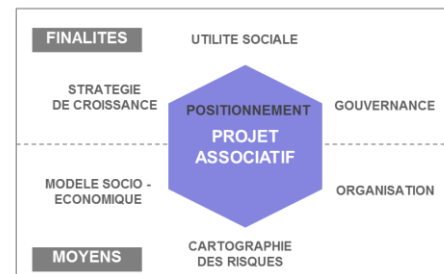 FINALITES
UTILITE SOCIALE
STRATEGIE
DE CROISSANCE
POSITIONNEMENT
GOUVERNANCE
PROJET
ASSOCIATIF
MODELE SOCIO -
ECONOMIQUE
ORGANISATION
MOYENS
CARTOGRAPHIE
DES RISQUES